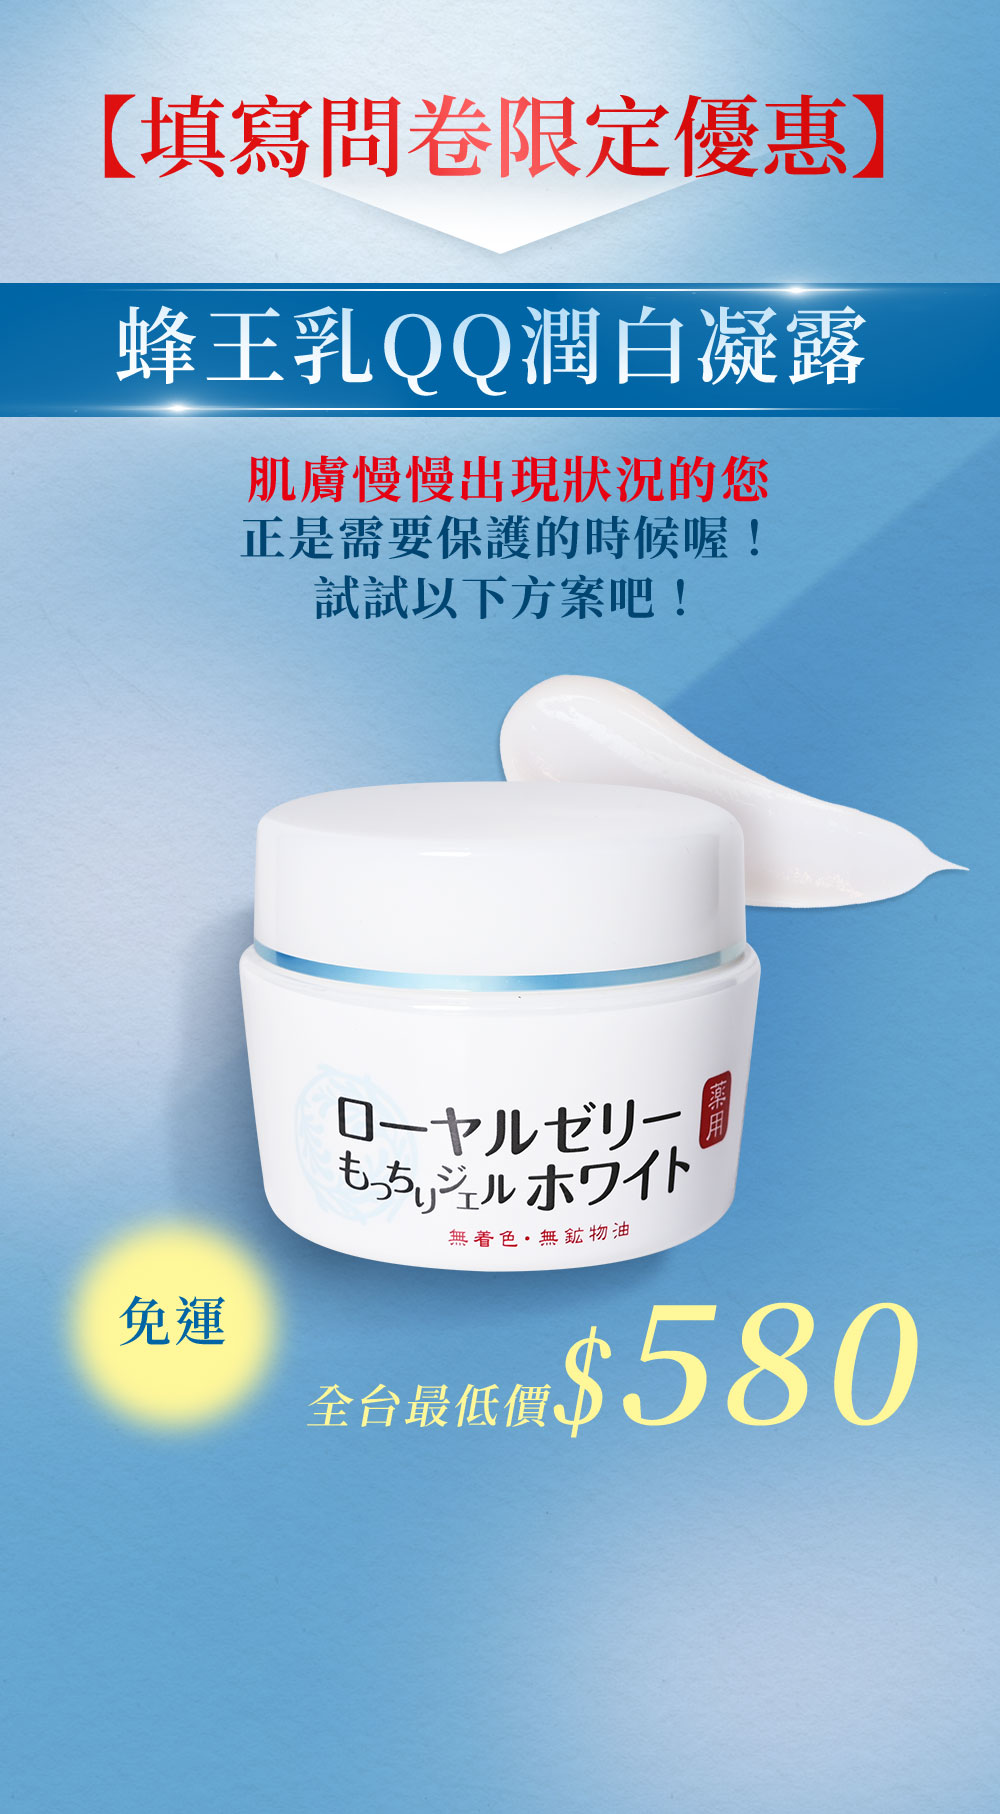 【填寫問卷限定優惠】
蜂王乳QQ潤白凝露
肌膚慢慢出現狀況的您
正是需要保護的時候喔！
試試以下方案吧！
ローヤルゼリー
もっちりジェルホワイト
薬用
無着色・無鉱物油
免運
全台最低價$580